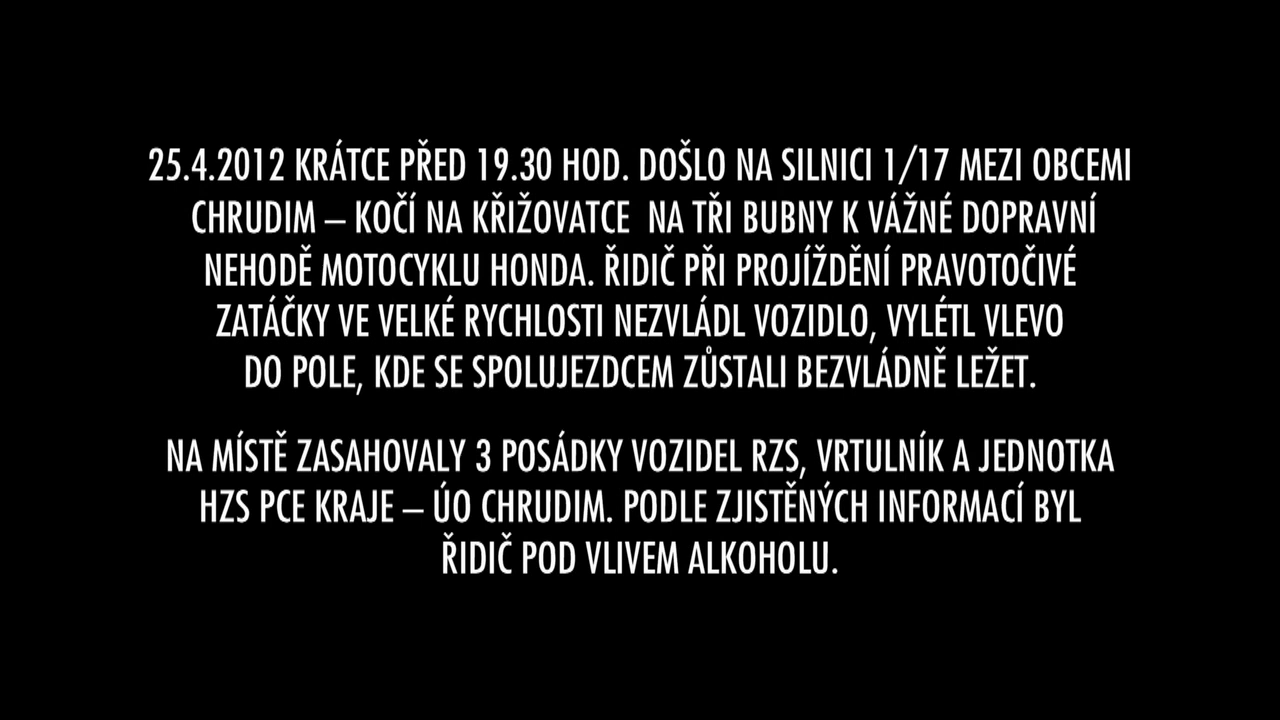 25.4.2012 KRÁTCE PŘED 19.30 HOD. DOŠLO NA SILNICI 1/17 MEZI OBCEMI
CHRUDIM – KOČÍ NA KŘIŽOVATCE  NA TŘI BUBNY K VÁŽNÉ DOPRAVNÍ
NEHODĚ MOTOCYKLU HONDA. ŘIDIČ PŘI PROJÍŽDĚNÍ PRAVOTOČIVÉ
ZATÁČKY VE VELKÉ RYCHLOSTI NEZVLÁDL VOZIDLO, VYLÉTL VLEVO
DO POLE, KDE SE SPOLUJEZDCEM ZŮSTALI BEZVLÁDNĚ LEŽET.
NA MÍSTĚ ZASAHOVALY 3 POSÁDKY VOZIDEL RZS, VRTULNÍK A JEDNOTKA
HZS PCE KRAJE – ÚO CHRUDIM. PODLE ZJISTĚNÝCH INFORMACÍ BYL
ŘIDIČ POD VLIVEM ALKOHOLU.